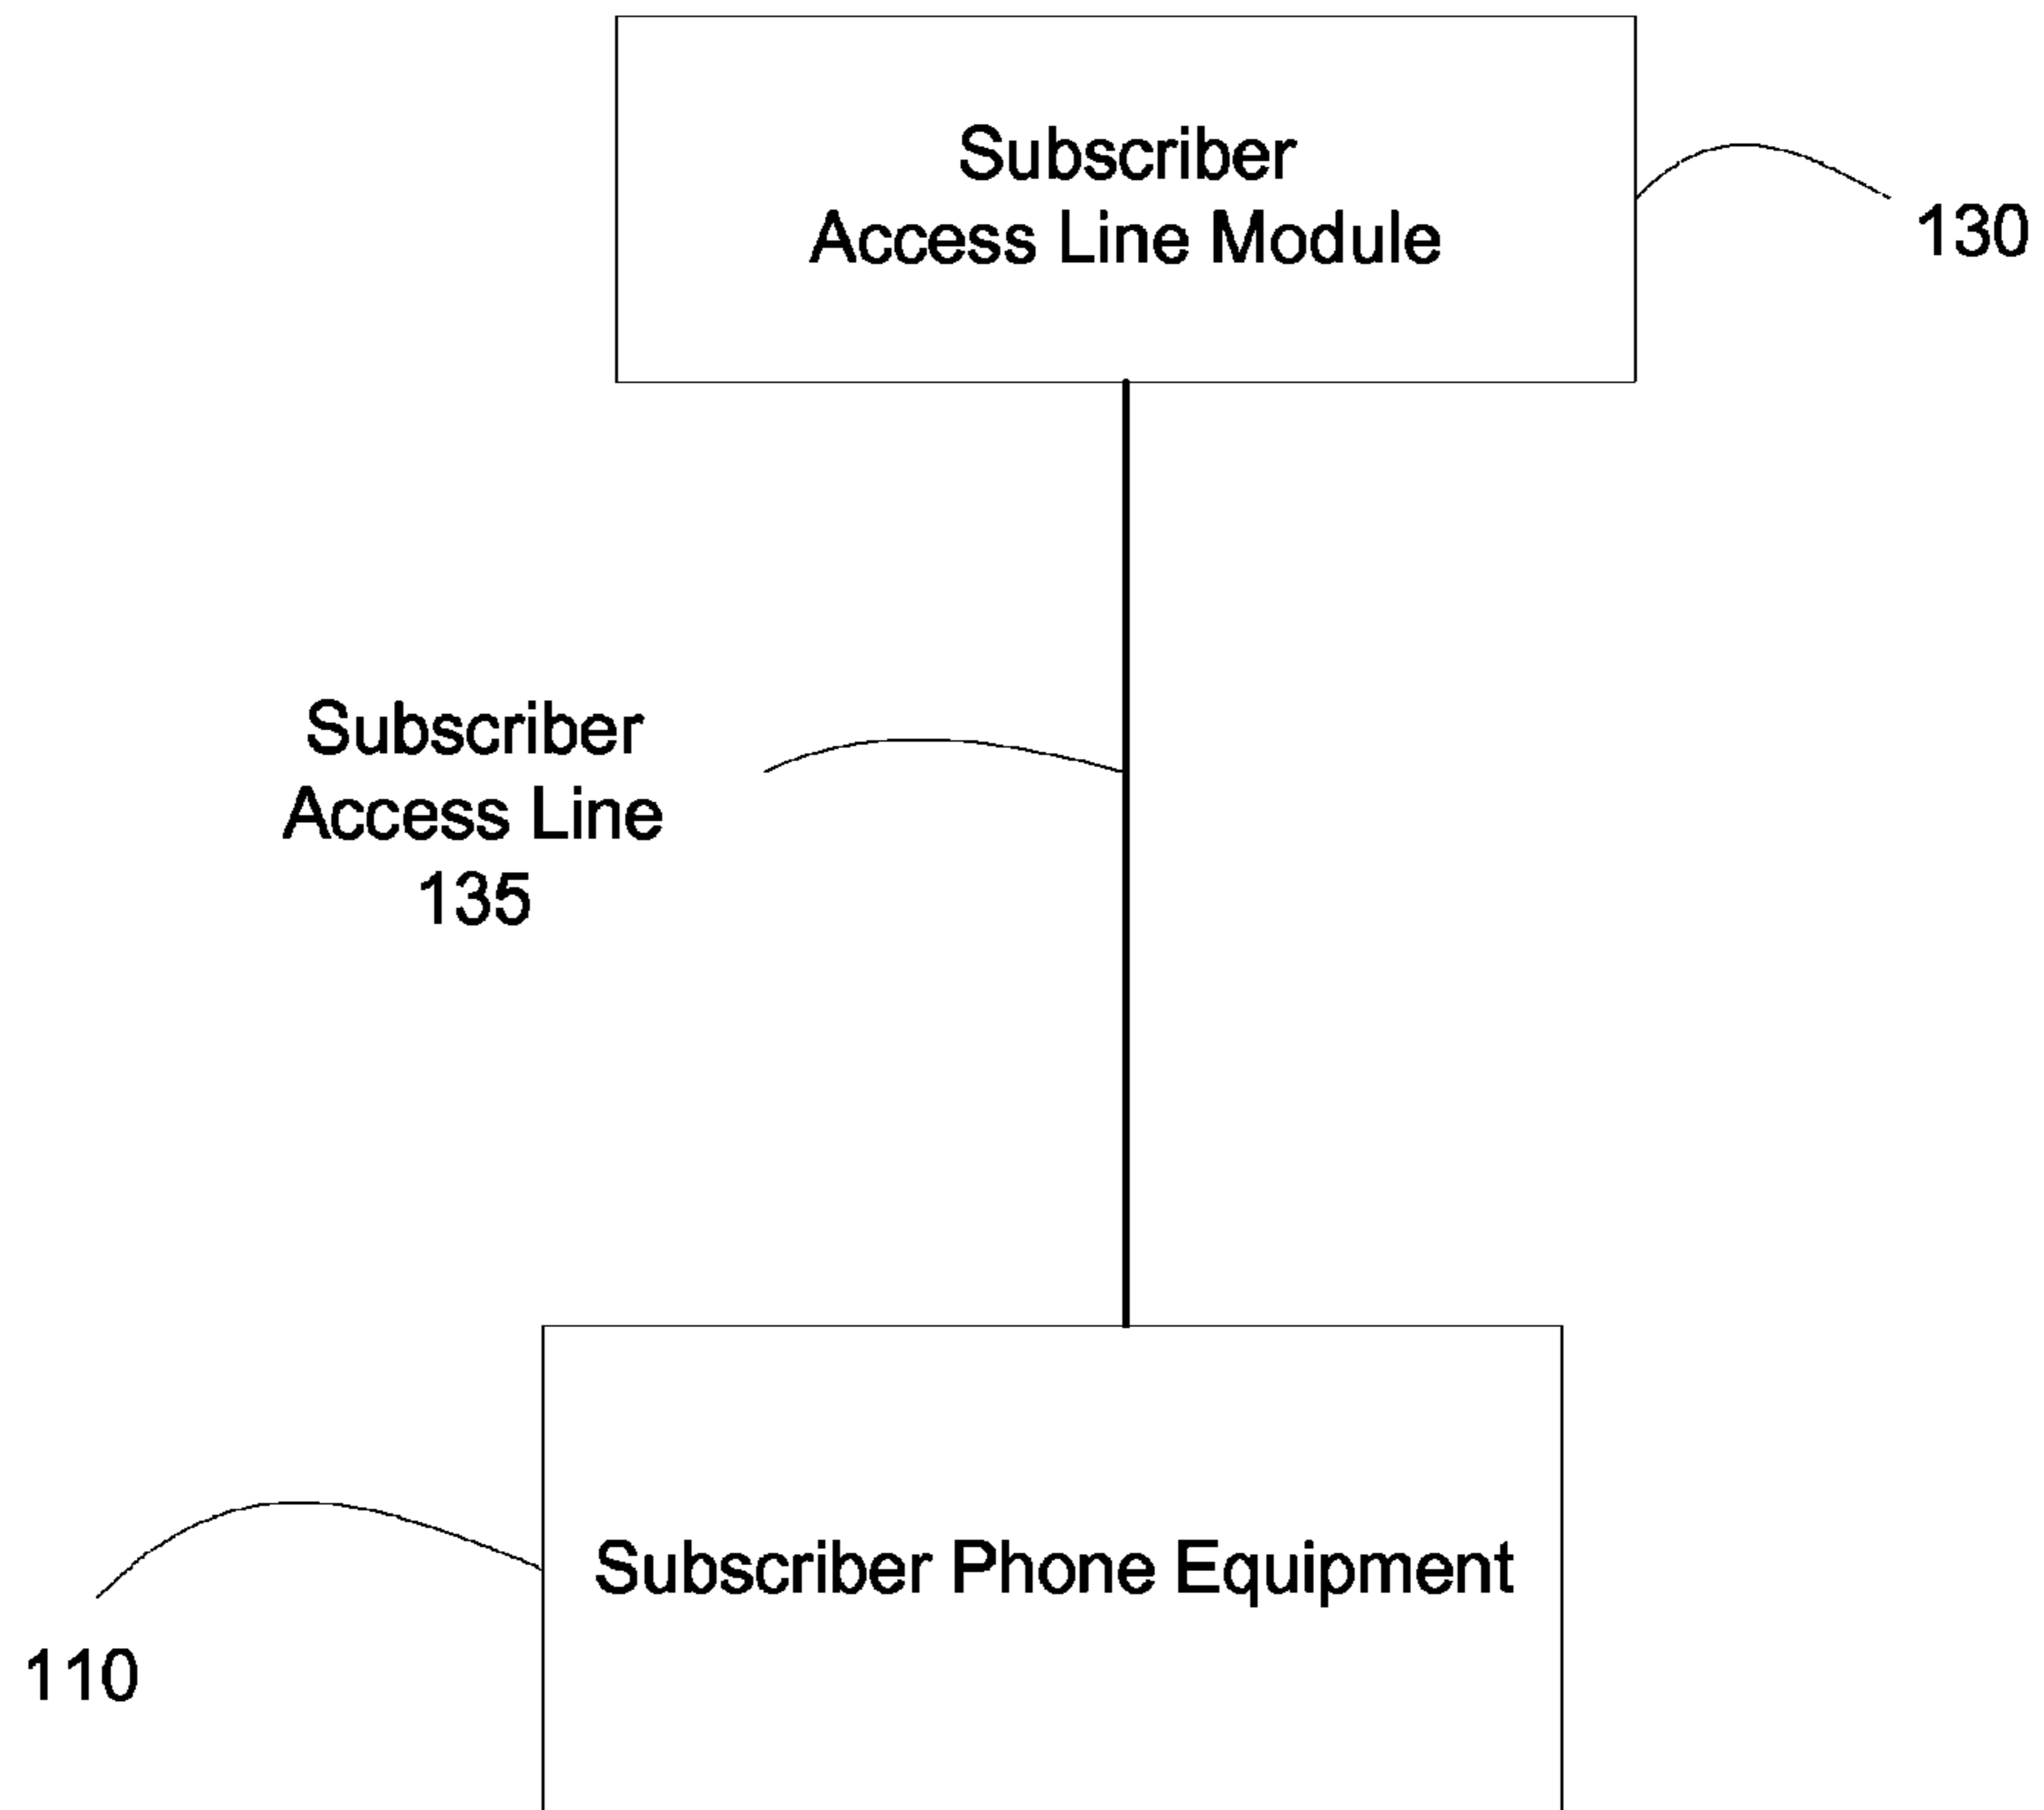 Subscriber
Access Line Module
130
Subscriber
Access Line
135
Subscriber Phone Equipment
110